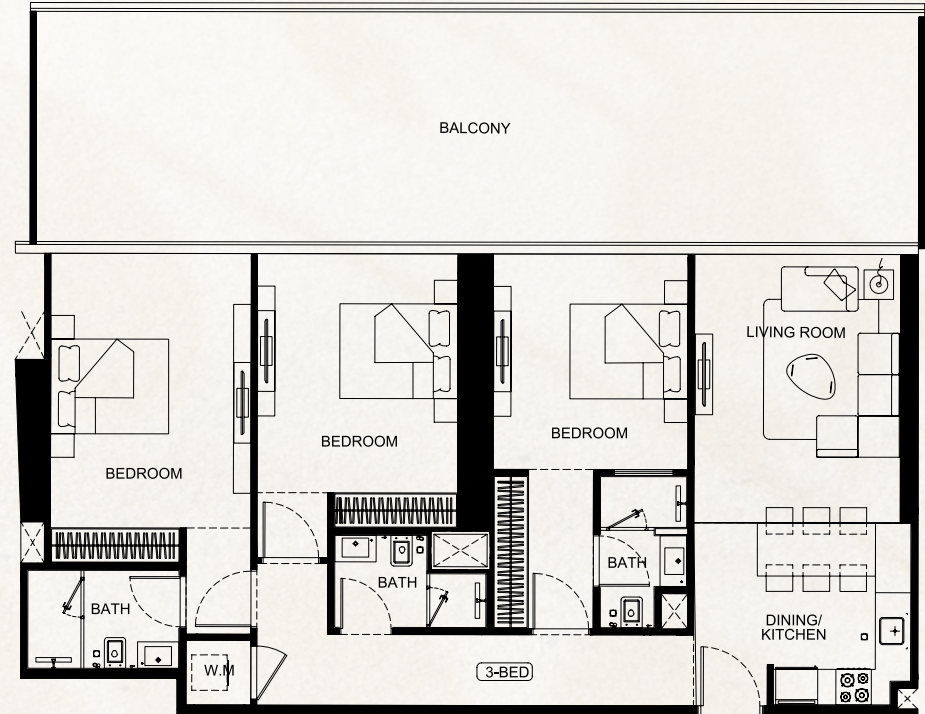 BALCONY
LIVING ROOM
BEDROOM
BEDROOM
BEDROOM
BATH
BATH
BATH
DINING/
KITCHEN
W.M
3-BED